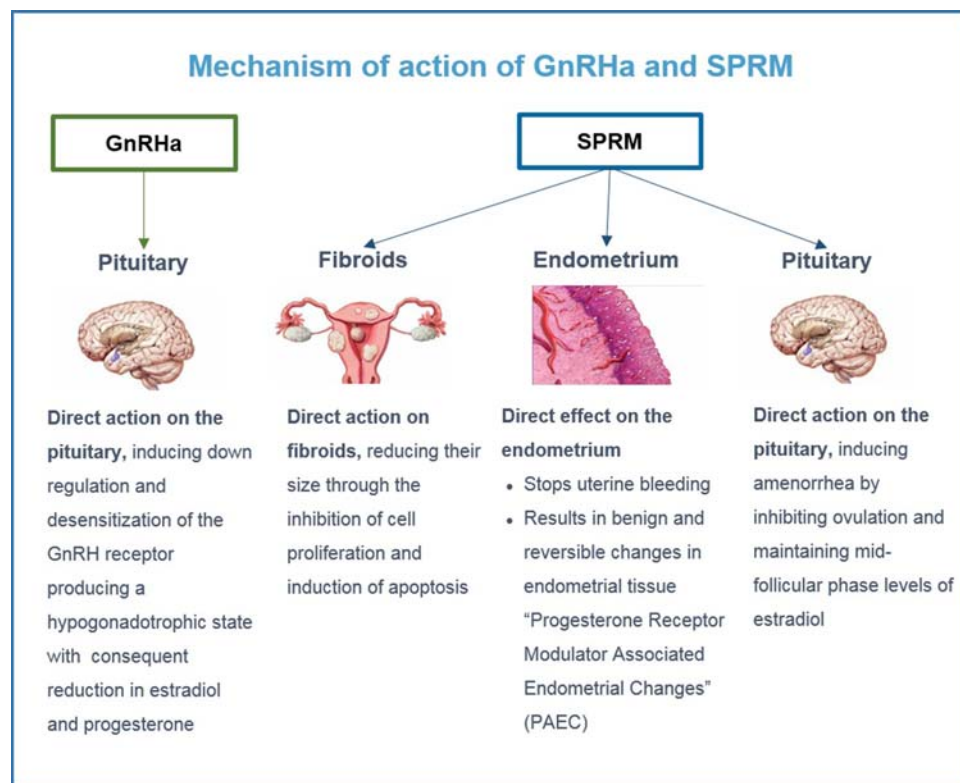 Mechanism of action of GnRHa and SPRM
GnRHa
SPRM
Pituitary
Direct action on the
pituitary, inducing down
regulation and
desensitization of the
GnRH receptor
producing a
hypogonadotrophic state
with consequent
reduction in estradiol
and progesterone
Fibroids
Direct action on
fibroids, reducing their
size through the
inhibition of cell
proliferation and
induction of apoptosis
Endometrium
Direct effect on the
endometrium
• Stops uterine bleeding
• Results in benign and
reversible changes in
endometrial tissue
“Progesterone Receptor
Modulator Associated
Endometrial Changes”
(PAEC)
Pituitary
Direct action on the
pituitary, inducing
amenorrhea by
inhibiting ovulation and
maintaining mid-
follicular phase levels of
estradiol